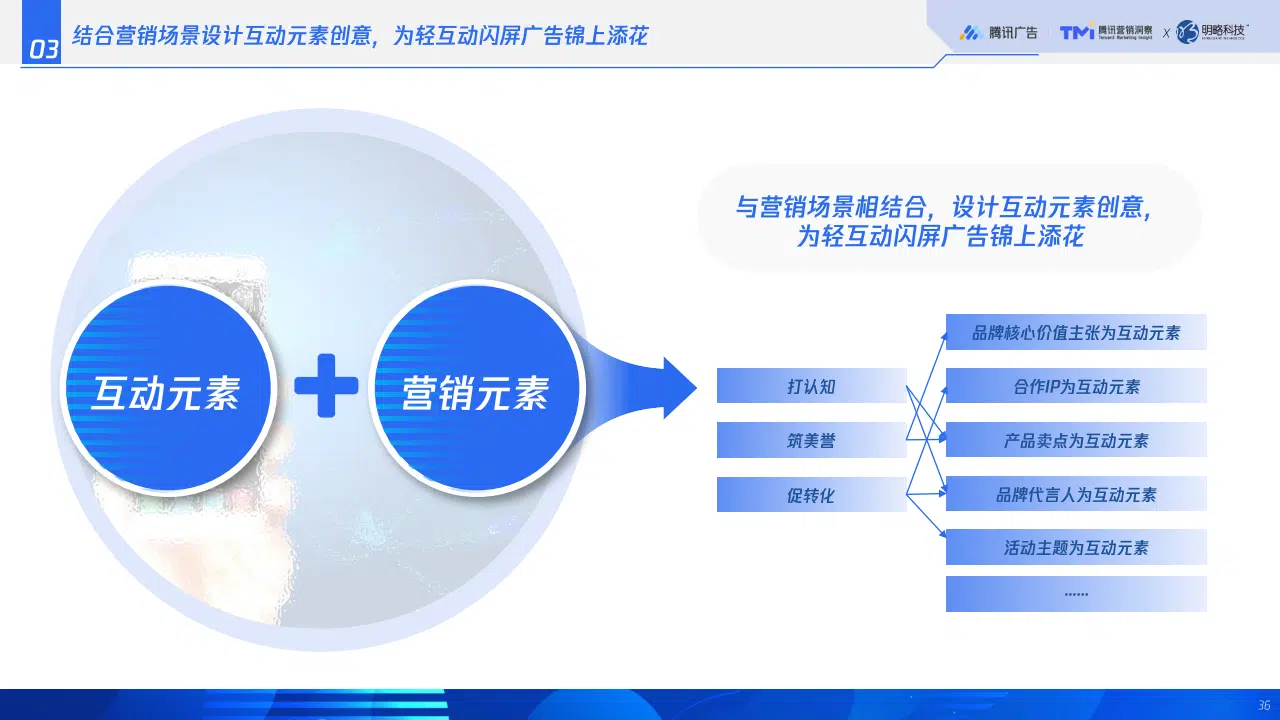 03
结合营销场景设计互动元素创意，为轻互动闪屏广告锦上添花
腾讯广告
TMI
腾讯营销洞察
Tencent Marketing Insight
X
明略科技
互动元素
营销元素
与营销场景相结合，设计互动元素创意，
为轻互动闪屏广告锦上添花
打认知
筑美誉
促转化
品牌核心价值主张为互动元素
合作IP为互动元素
产品卖点为互动元素
品牌代言人为互动元素
活动主题为互动元素
······
36